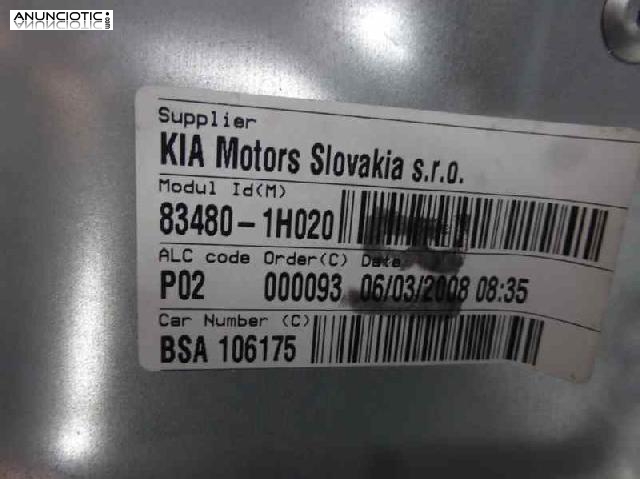 ANUNCIOTIC.es
Supplier
KIA Motors Slovakia s.r.o.
Modul Id(M)
83480-1H020
ALC code Order(C) Date
P02 000093 06/03/2008 08:35
Car Number (C)
BSA 106175